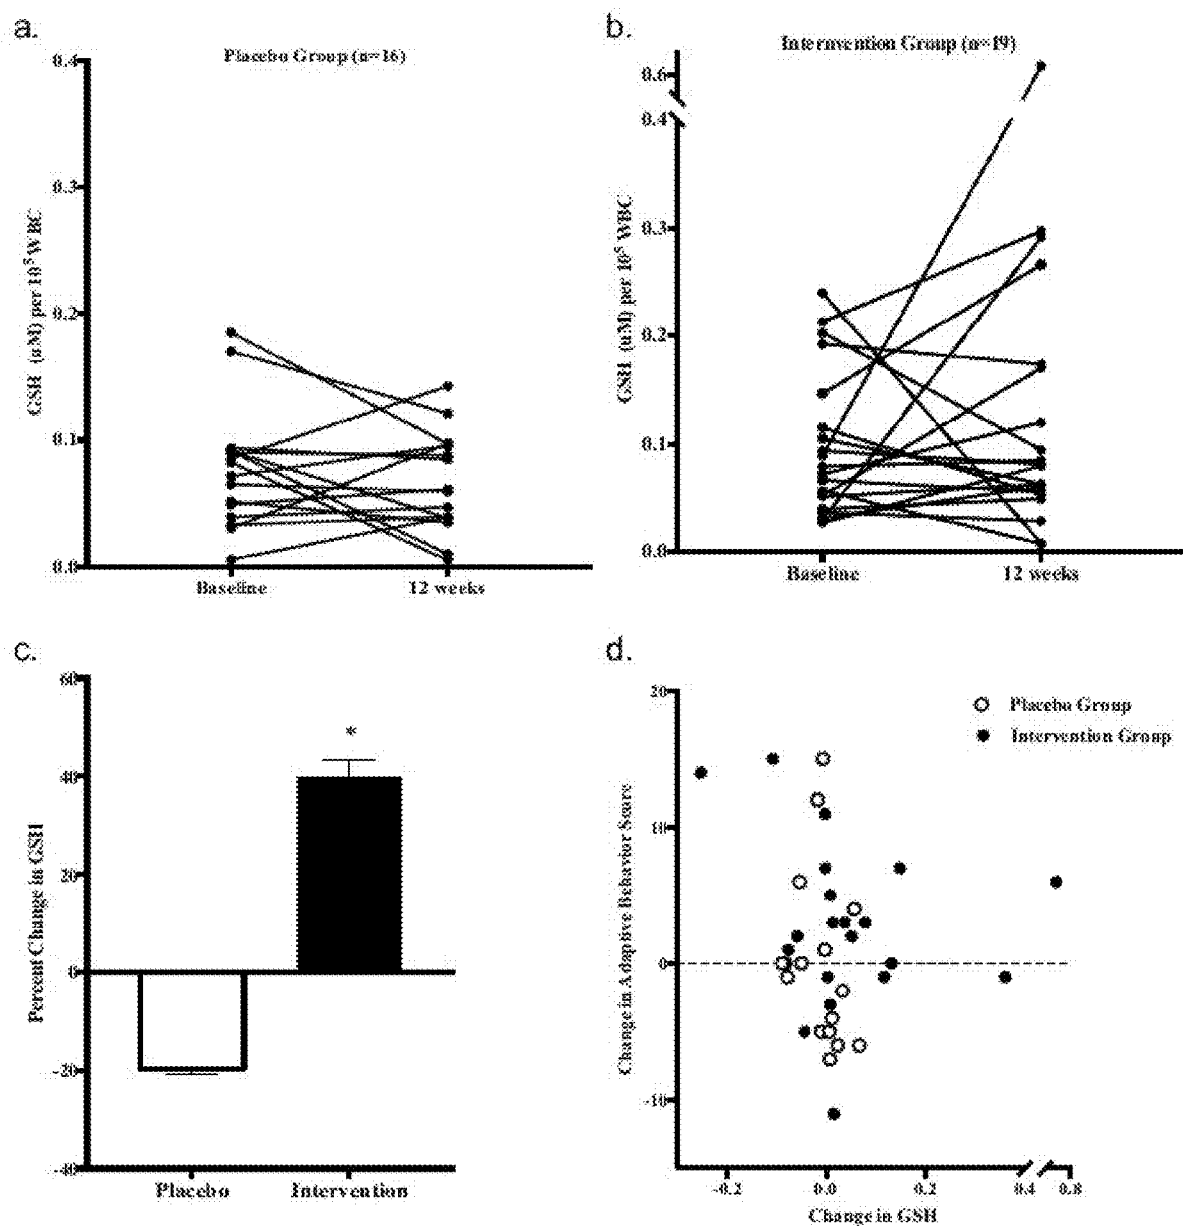 a.
Placebo Group (n=16)
0.4
0.3
0.2
0.1
0.0
GSH (uM) per 10⁵ WBC
Baseline
12 weeks
b.
Internvention Group (n=19)
0.6
0.4
0.3
0.2
0.1
0.0
GSH (uM) per 10⁵ WBC
Baseline
12 weeks
c.
60
40
20
0
-20
-40
Percent Change in GSH
*
Placebo
Intervention
d.
20
10
0
-10
Change in Adaptive Behavior Score
Placebo Group
Intervention Group
-0.2
0.0
0.2
0.4
0.8
Change in GSH